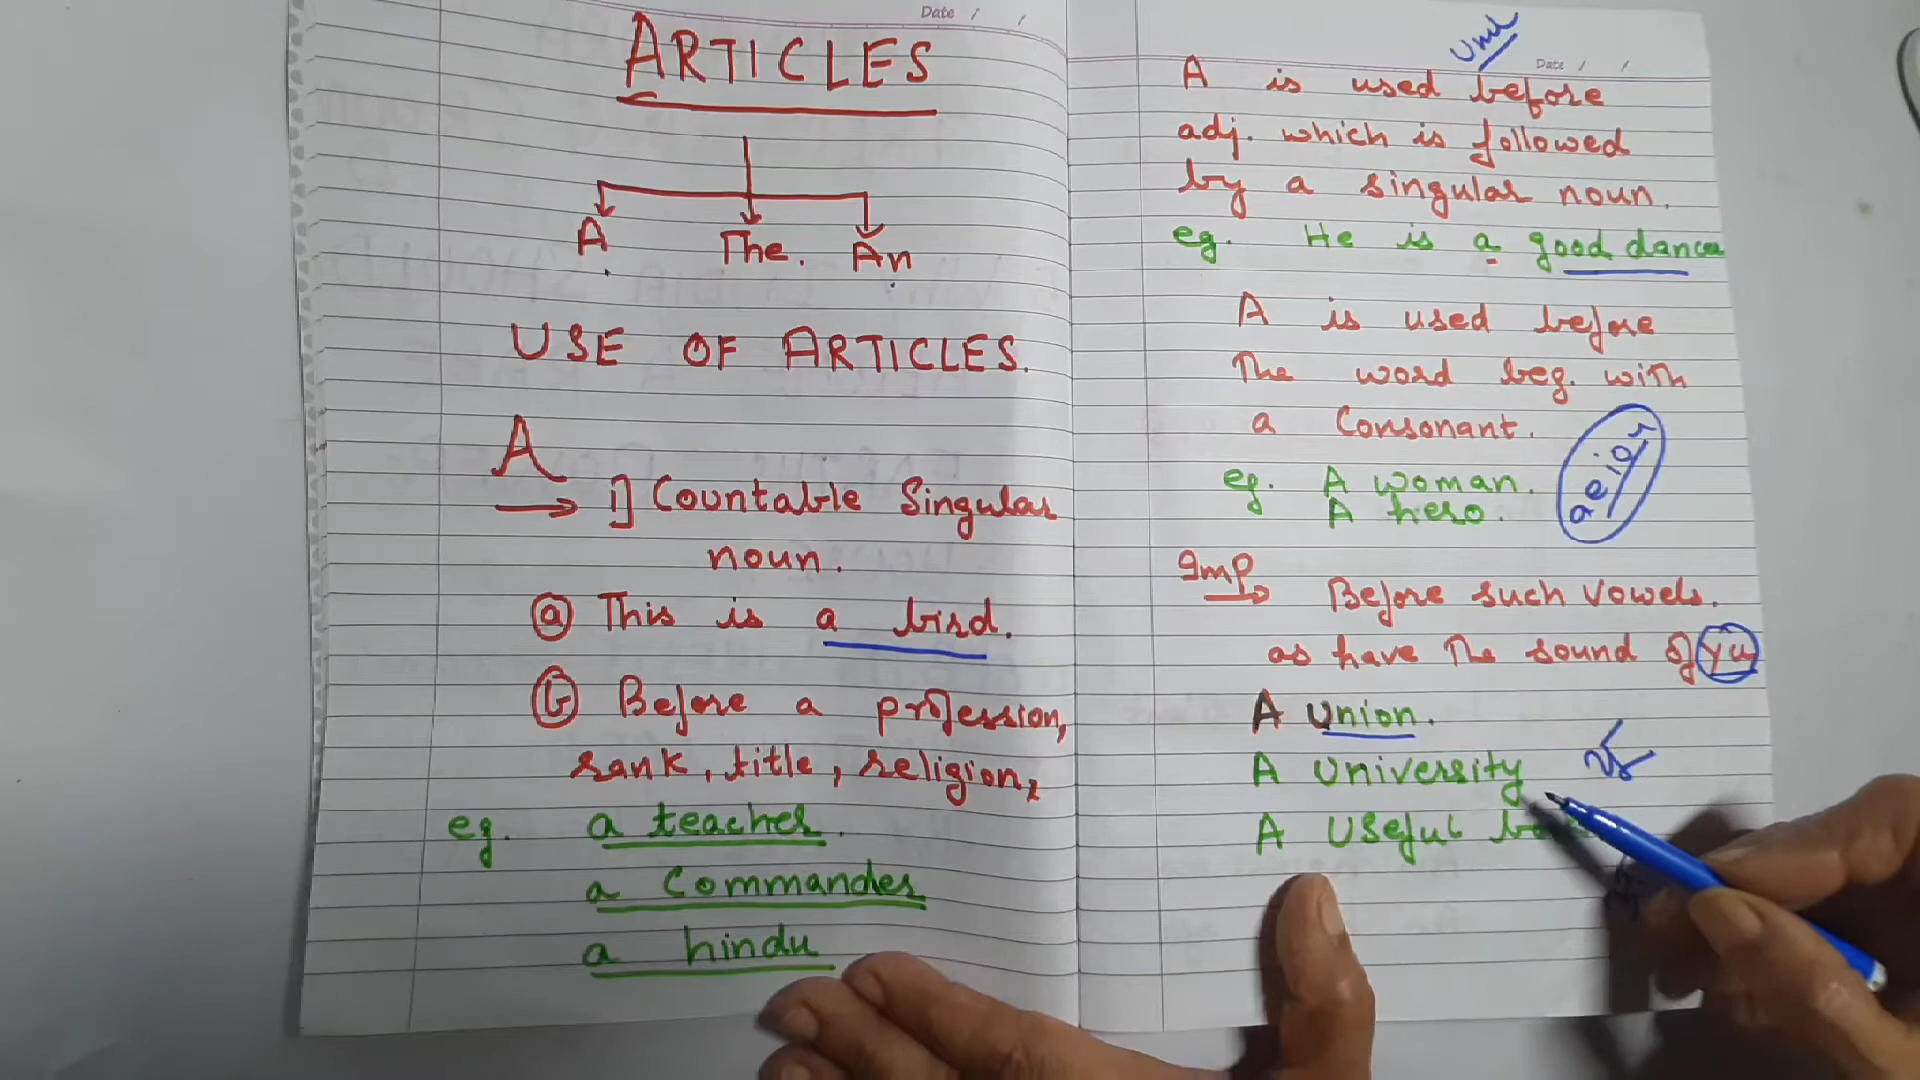 Date / /
ARTICLES
A The. An
USE OF ARTICLES.
A
1] Countable Singular
noun.
(a) This is a bird.
(b) Before a profession,
rank, title, religion,
eg. a teacher.
a Commander
a hindu
Date / /
A is used before
adj. which is followed
by a singular noun.
eg. He is a good dancer
A is used before
The word beg. with
a Consonant.
eg. A woman.
A hero.
a e i o u
Imp Before such Vowels.
as have The sound of yu
A Union.
A University
A Useful